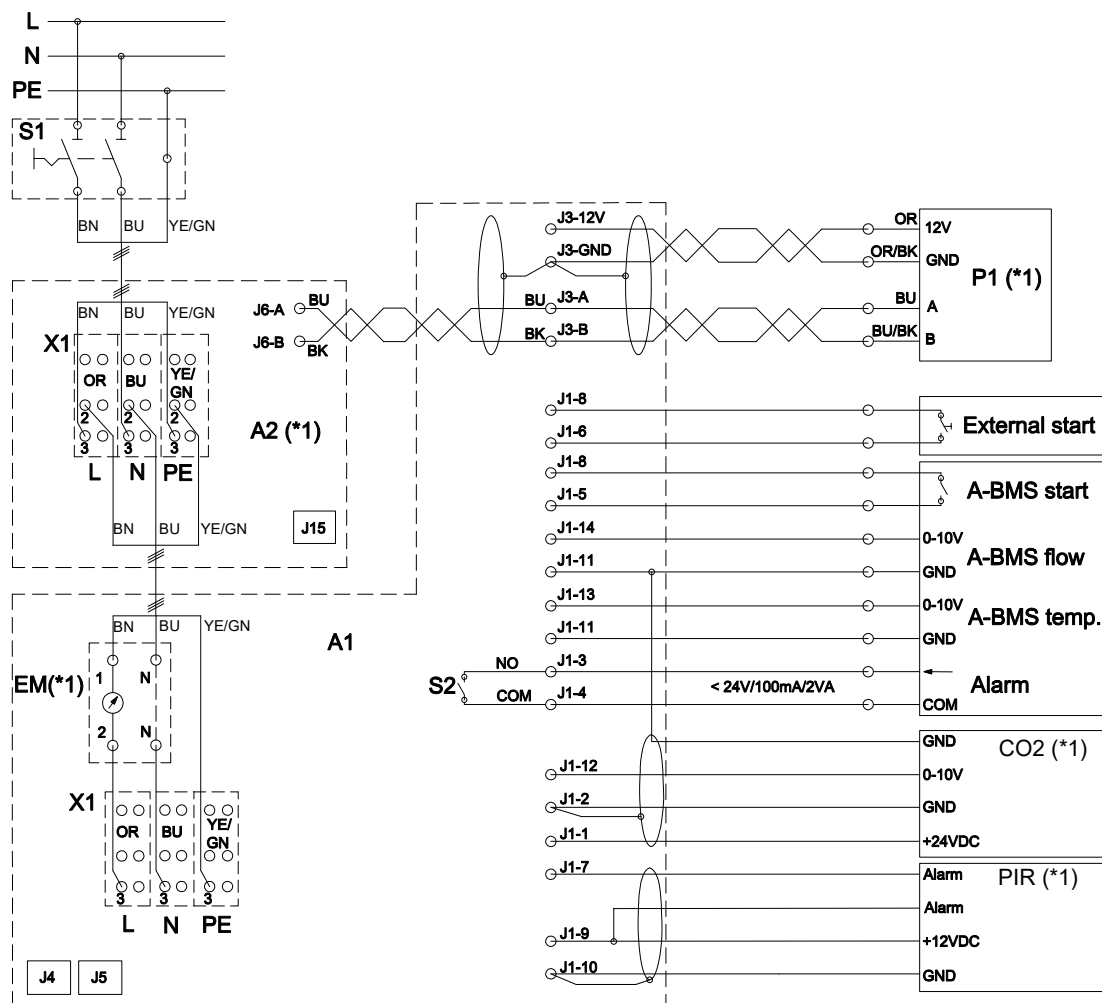 L
N
PE
S1
BN BU YE/GN
BN BU YE/GN
X1
OR BU YE/
GN
2 2 2
3 3 3
L N PE
A2 (*1)
J6-A BU
J6-B BK
BN BU YE/GN
J15
BN BU YE/GN
A1
EM(*1)
1 N
2 N
X1
OR BU YE/
GN
3 3 3
L N PE
J4 J5
J3-12V OR 12V
J3-GND OR/BK GND
P1 (*1)
BU J3-A BU A
BK J3-B BU/BK B
J1-8
J1-6
External start
J1-8
J1-5
A-BMS start
J1-14 0-10V
A-BMS flow
J1-11 GND
J1-13 0-10V
A-BMS temp.
J1-11 GND
S2
NO J1-3
Alarm
COM J1-4 < 24V/100mA/2VA COM
GND CO2 (*1)
J1-12 0-10V
J1-2 GND
J1-1 +24VDC
J1-7 Alarm PIR (*1)
Alarm
J1-9 +12VDC
J1-10 GND